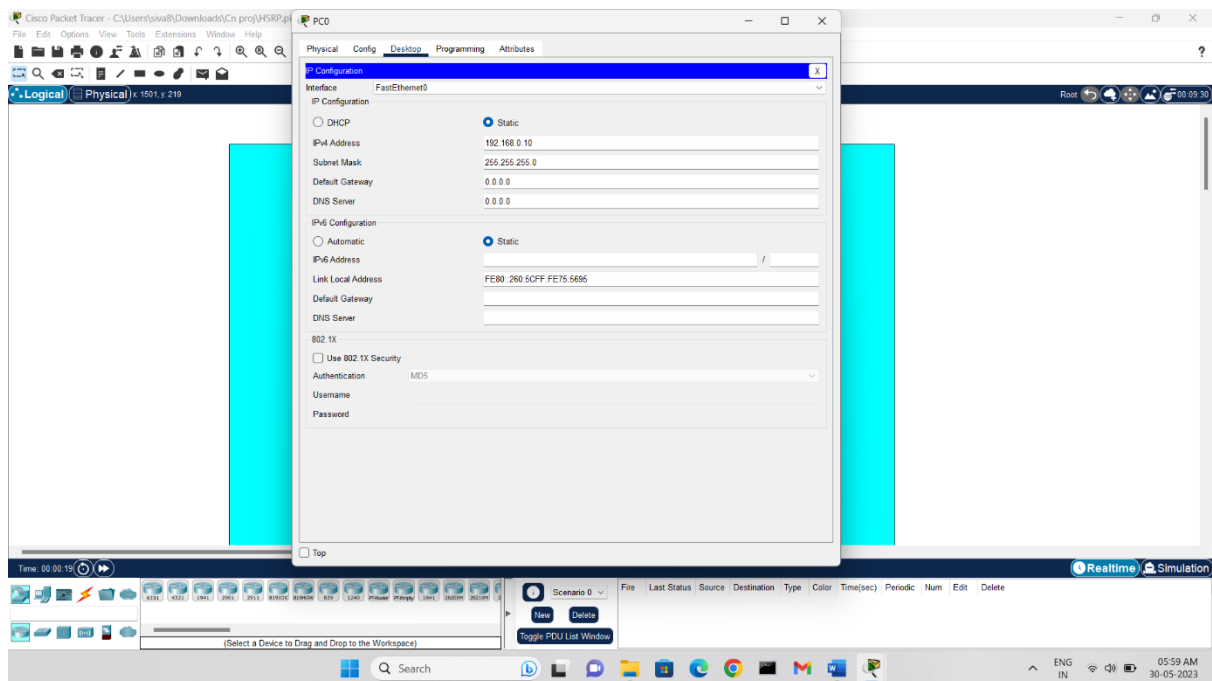 Cisco Packet Tracer - C:\Users\siva8\Downloads\Cn proj\HSRP.pk
PC0
File Edit Options View Tools Extensions Window Help
?
Physical Config Desktop Programming Attributes
IP Configuration X
Interface FastEthernet0
IP Configuration
DHCP Static
IPv4 Address 192.168.0.10
Subnet Mask 255.255.255.0
Default Gateway 0.0.0.0
DNS Server 0.0.0.0
IPv6 Configuration
Automatic Static
IPv6 Address /
Link Local Address FE80::260:5CFF:FE75:5695
Default Gateway
DNS Server
802.1X
Use 802.1X Security
Authentication MD5
Username
Password
Top
Logical Physical x: 1501, y: 219 Root 00:09:30
Time: 00:00:19 Realtime Simulation
4331 4321 1941 2901 2911 819IOX 819HGW 829 1240 PT-Router PT-Empty 1841 2620XM 2621XM
(Select a Device to Drag and Drop to the Workspace)
Scenario 0
New Delete
Toggle PDU List Window
Fire Last Status Source Destination Type Color Time(sec) Periodic Num Edit Delete
Search
ENG
IN
05:59 AM
30-05-2023